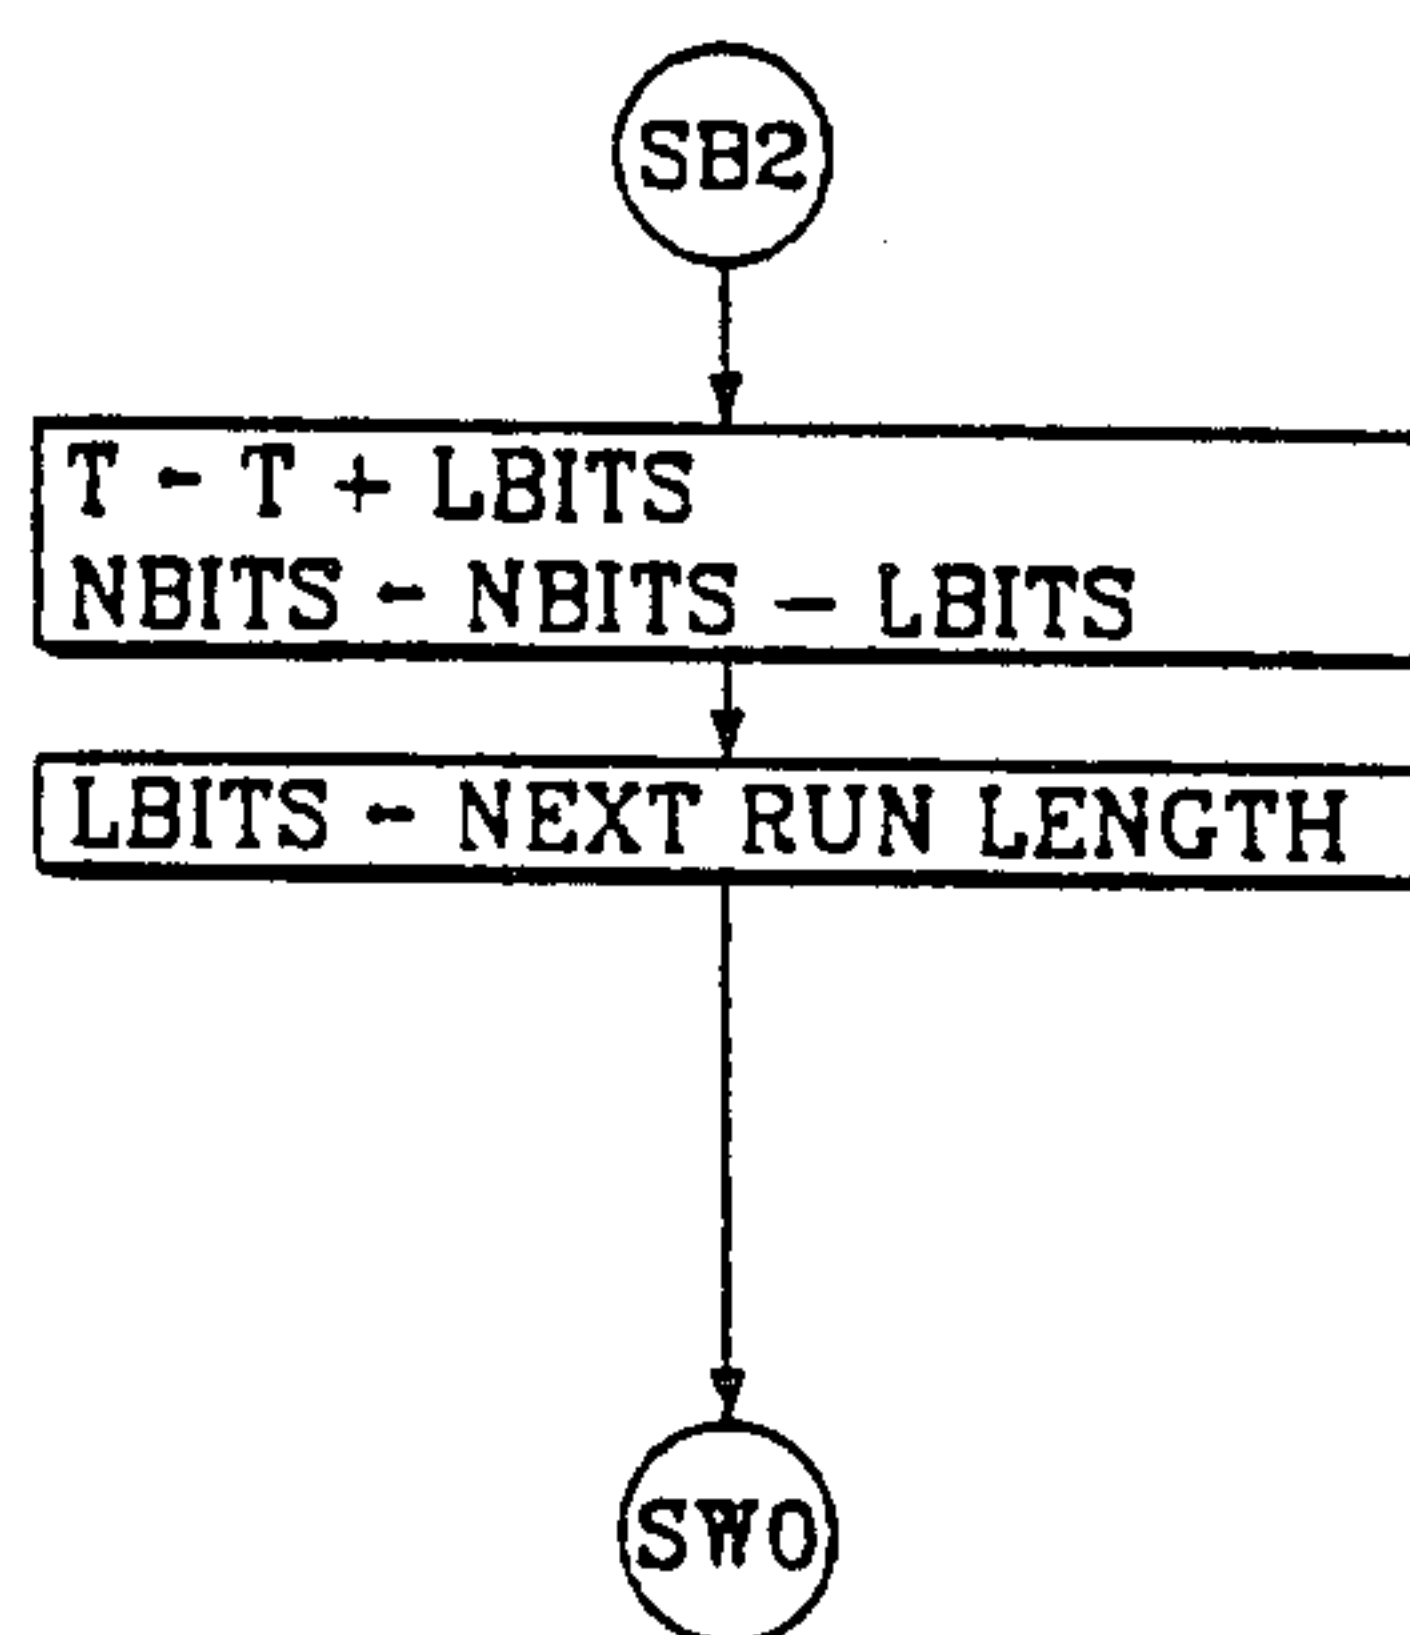 SB2
T ← T + LBITS
NBITS ← NBITS - LBITS
LBITS ← NEXT RUN LENGTH
SW0